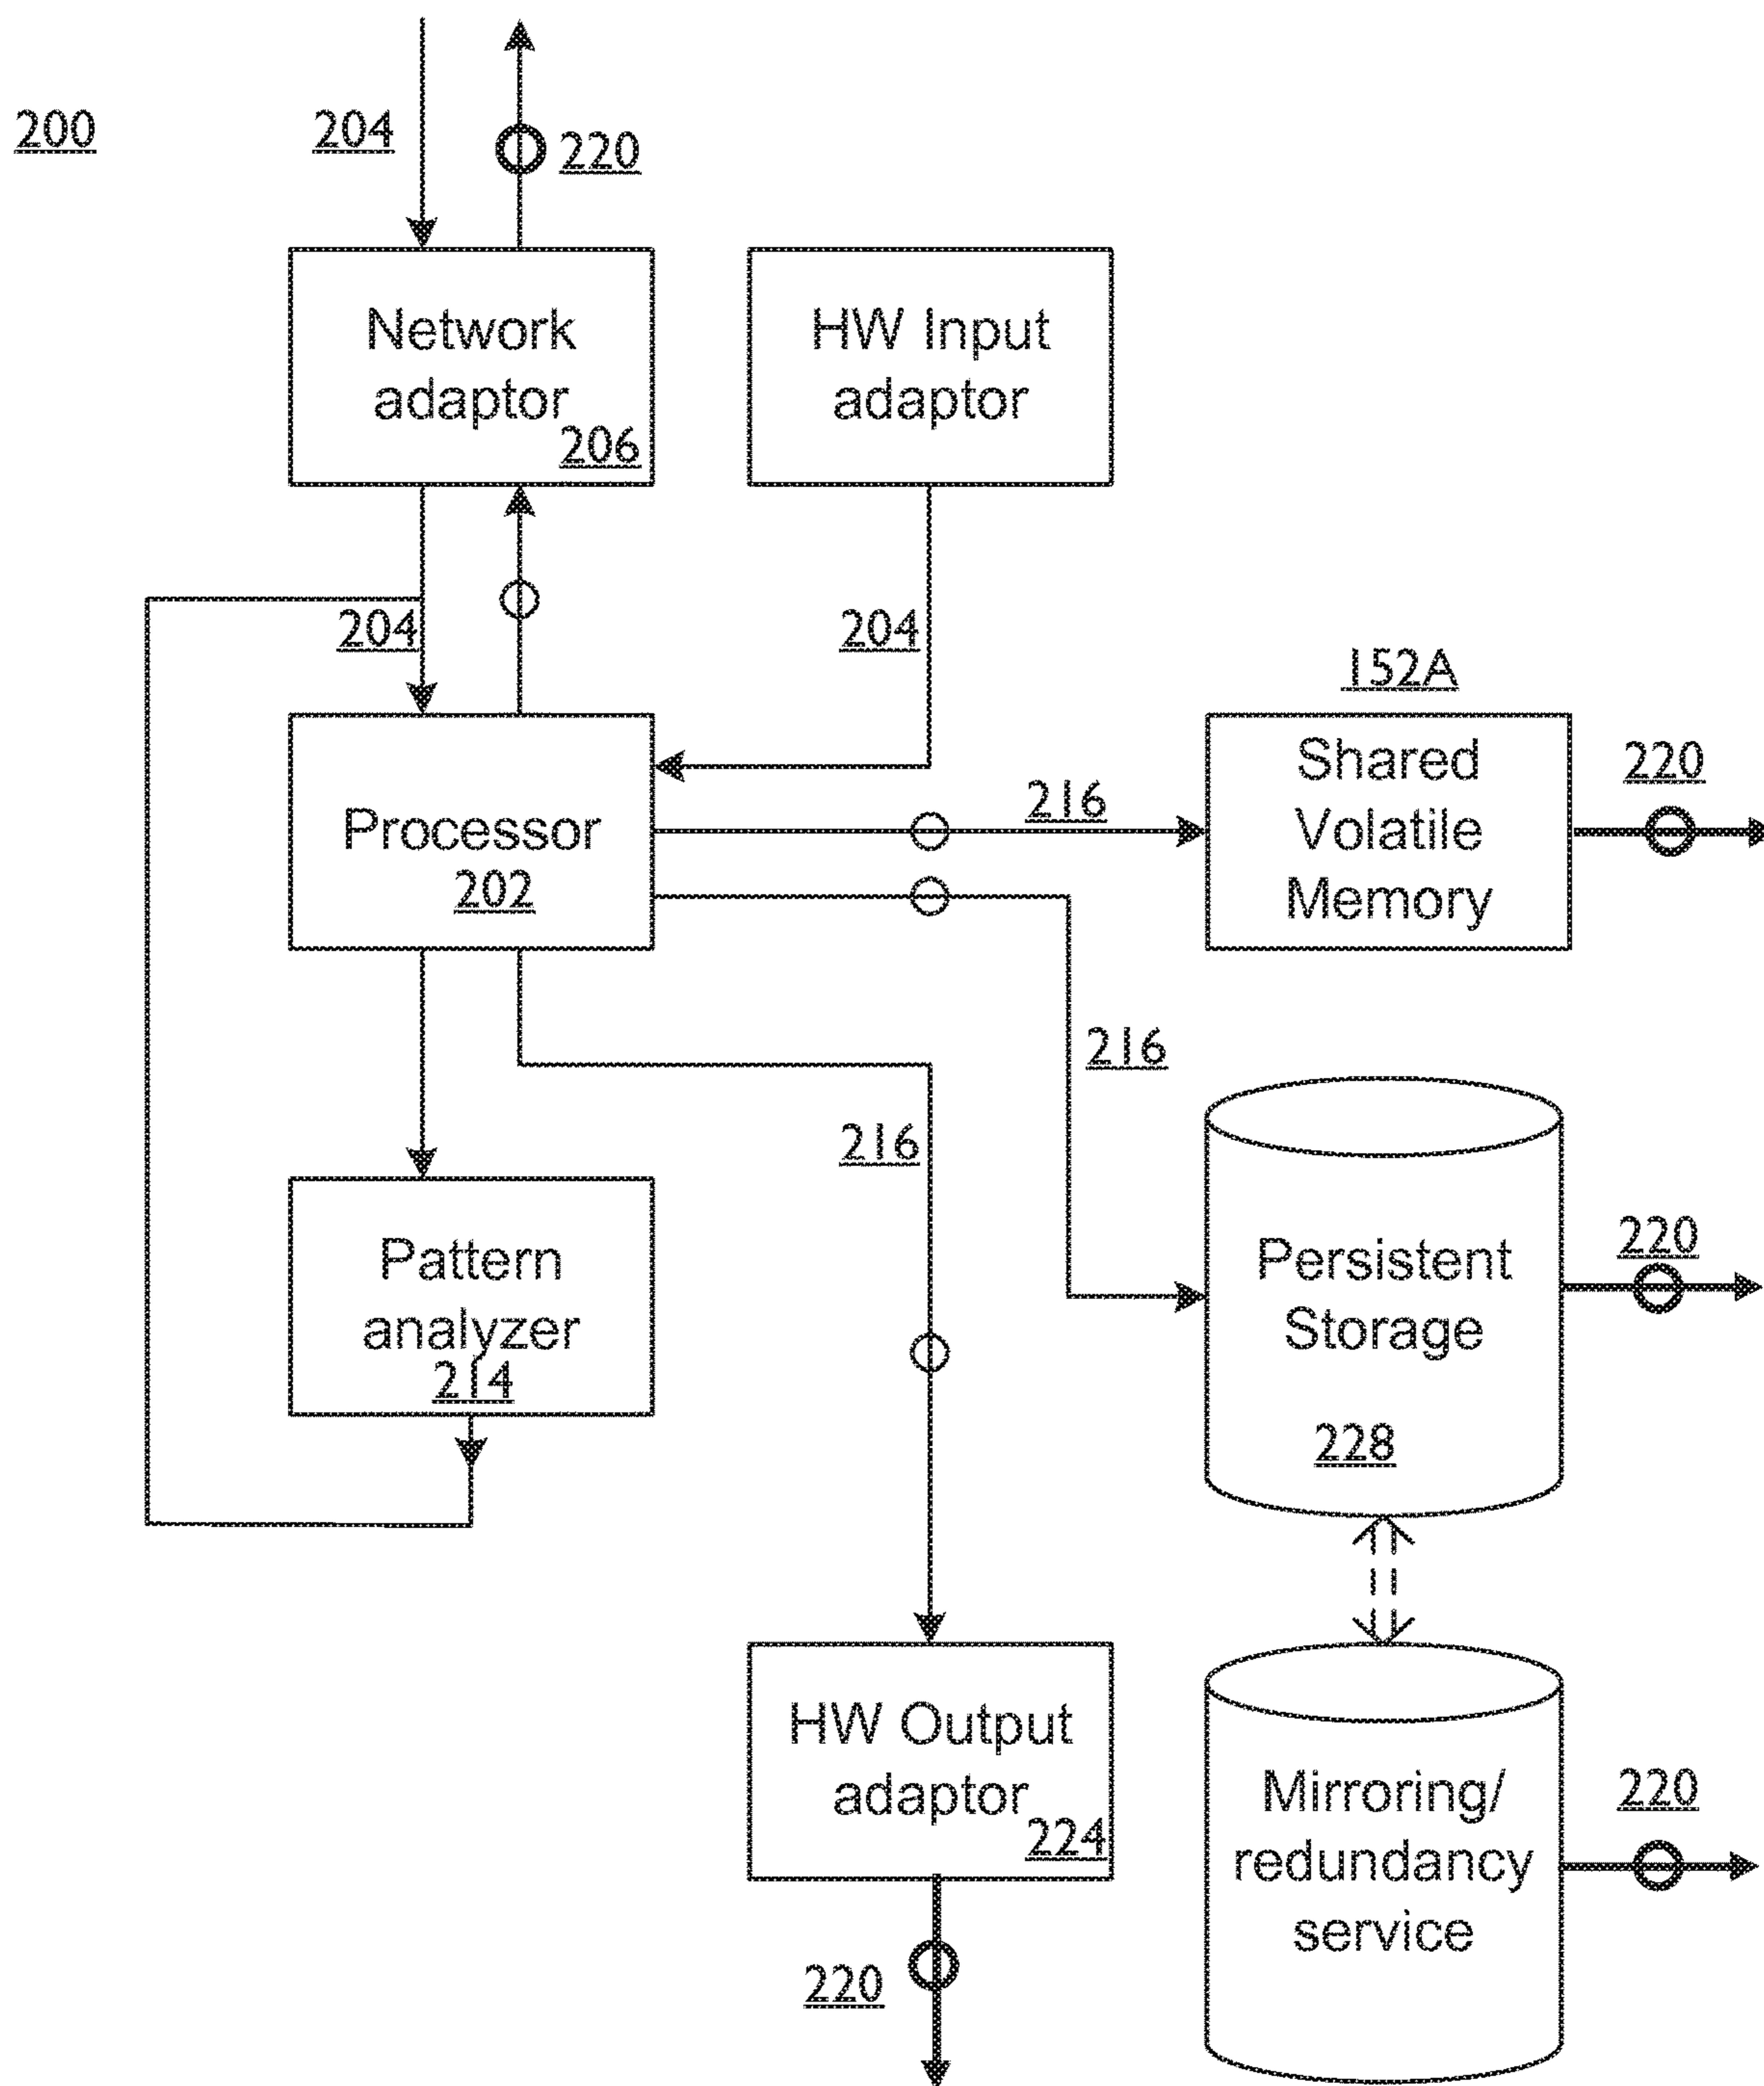 200
204
220
Network
adaptor
206
HW Input
adaptor
204
204
152A
Shared
Volatile
Memory
220
216
Processor
202
216
216
Pattern
analyzer
214
Persistent
Storage
228
220
HW Output
adaptor
224
220
Mirroring/
redundancy
service
220